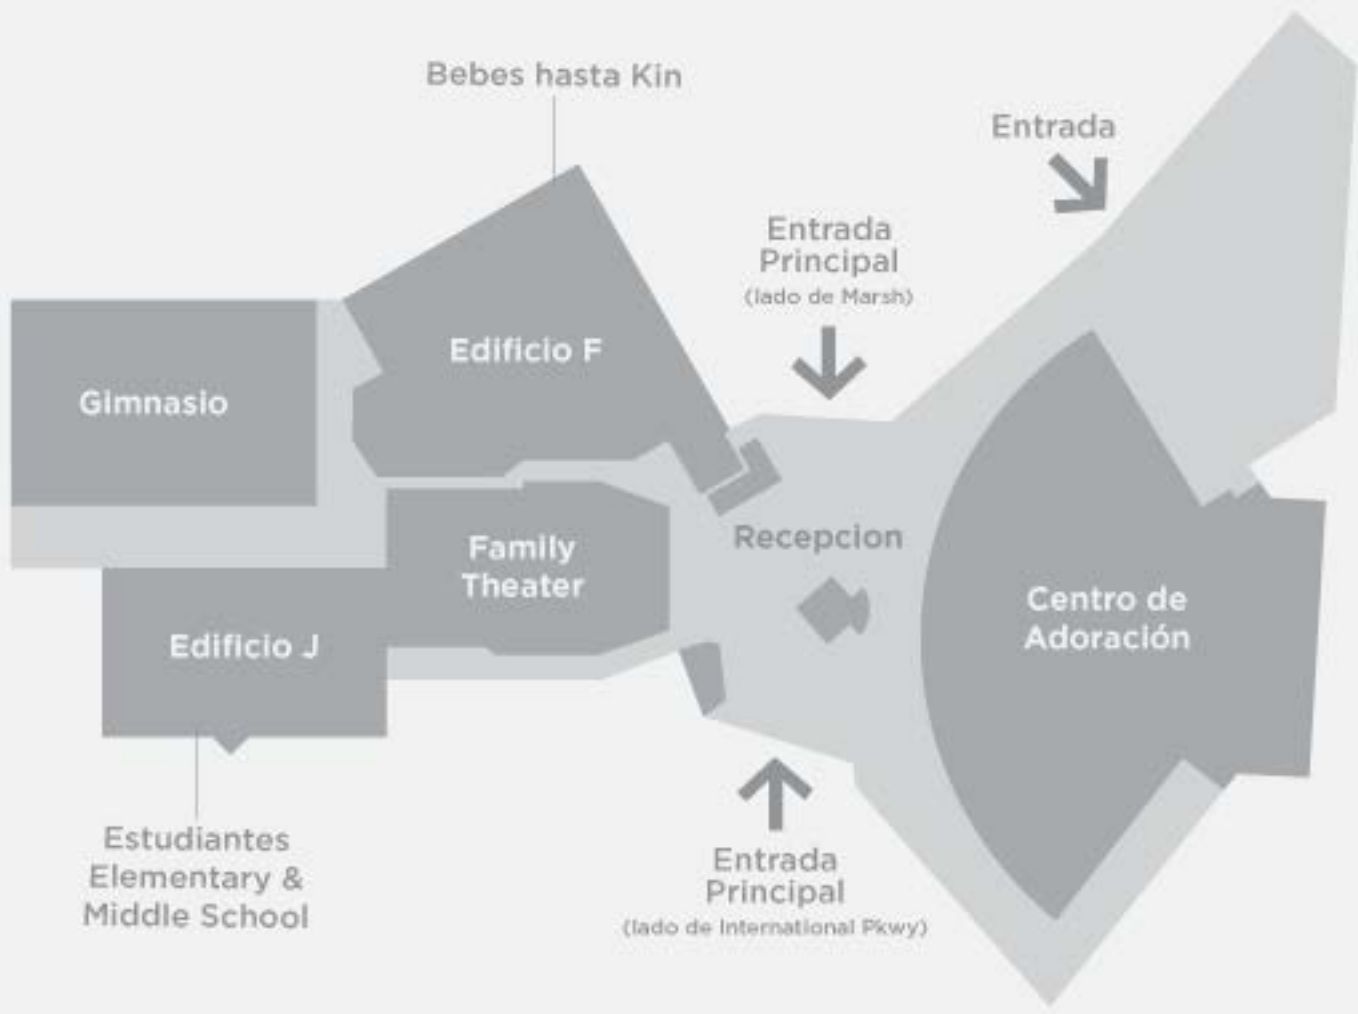 Bebes hasta Kin
Entrada
Entrada
Principal
(lado de Marsh)
Edificio F
Gimnasio
Recepcion
Family
Theater
Centro de
Adoración
Edificio J
Estudiantes
Elementary &
Middle School
Entrada
Principal
(lado de International Pkwy)